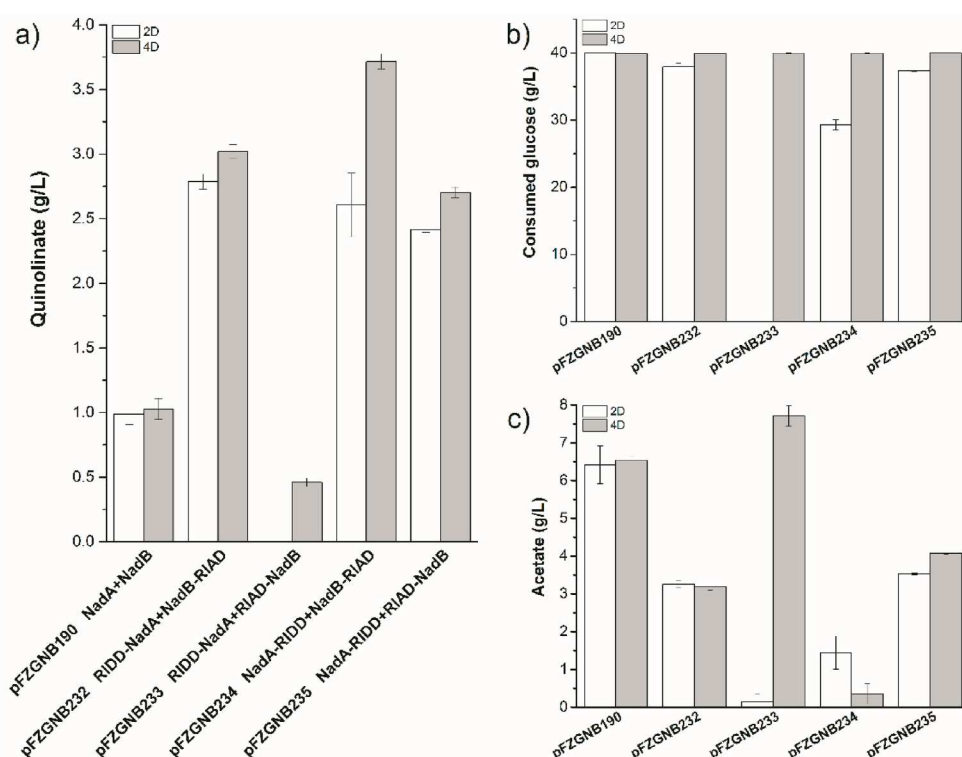 a)
2D
4D
4.0
3.5
3.0
2.5
2.0
1.5
1.0
0.5
0.0
Quinolinate (g/L)
pFZGNB190 NadA+NadB
pFZGNB232 RIDD-NadA+NadB-RIAD
pFZGNB233 RIDD-NadA+RIAD-NadB
pFZGNB234 NadA-RIDD+NadB-RIAD
pFZGNB235 NadA-RIDD+RIAD-NadB
b)
2D
4D
40
30
20
10
0
Consumed glucose (g/L)
pFZGNB190
pFZGNB232
pFZGNB233
pFZGNB234
pFZGNB235
c)
2D
4D
8
7
6
5
4
3
2
1
0
Acetate (g/L)
pFZGNB190
pFZGNB232
pFZGNB233
pFZGNB234
pFZGNB235